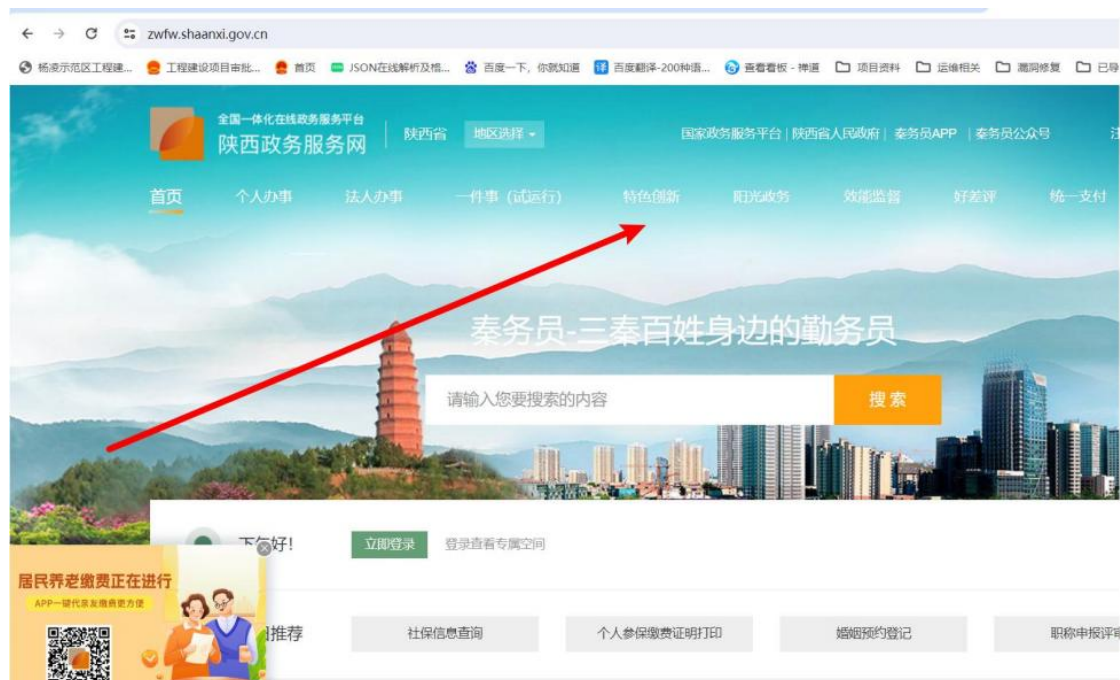 zwfw.shaanxi.gov.cn
杨凌示范区工程建... 工程建设项目审批... 首页 JSON在线解析及格... 百度一下，你就知道 百度翻译-200种语... 查看看板 - 禅道 项目资料 运维相关 漏洞修复 已导
全国一体化在线政务服务平台
陕西政务服务网 陕西省 地区选择 国家政务服务平台 | 陕西省人民政府 | 秦务员APP | 秦务员公众号
首页 个人办事 法人办事 一件事（试运行） 特色创新 阳光政务 效能监督 好差评 统一支付
秦务员-三秦百姓身边的勤务员
请输入您要搜索的内容 搜索
下午好! 立即登录 登录查看专属空间
居民养老缴费正在进行
APP一键代亲友缴费更方便
推荐 社保信息查询 个人参保缴费证明打印 婚姻预约登记 职称申报评审